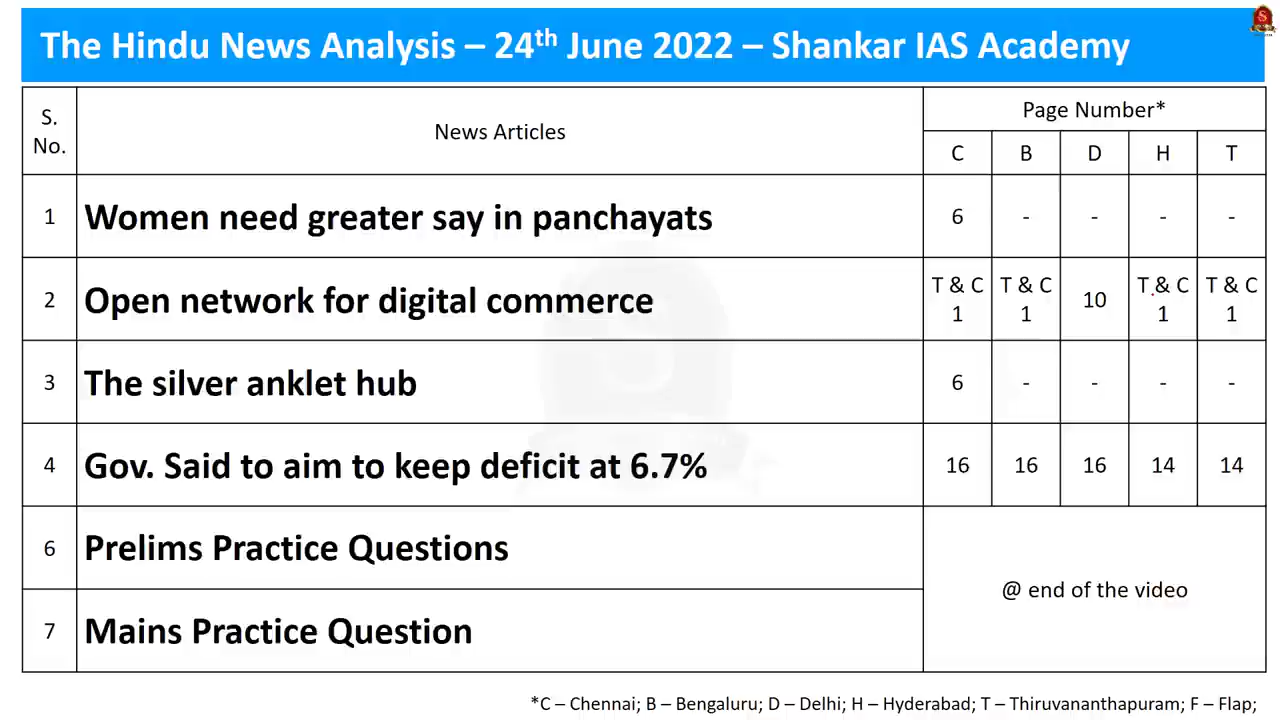 The Hindu News Analysis – 24th June 2022 – Shankar IAS Academy
S. No. News Articles Page Number*
C B D H T
1 Women need greater say in panchayats 6 - - - -
2 Open network for digital commerce T & C 1 T & C 1 10 T & C 1 T & C 1
3 The silver anklet hub 6 - - - -
4 Gov. Said to aim to keep deficit at 6.7% 16 16 16 14 14
6 Prelims Practice Questions
@ end of the video
7 Mains Practice Question
*C – Chennai; B – Bengaluru; D – Delhi; H – Hyderabad; T – Thiruvananthapuram; F – Flap;